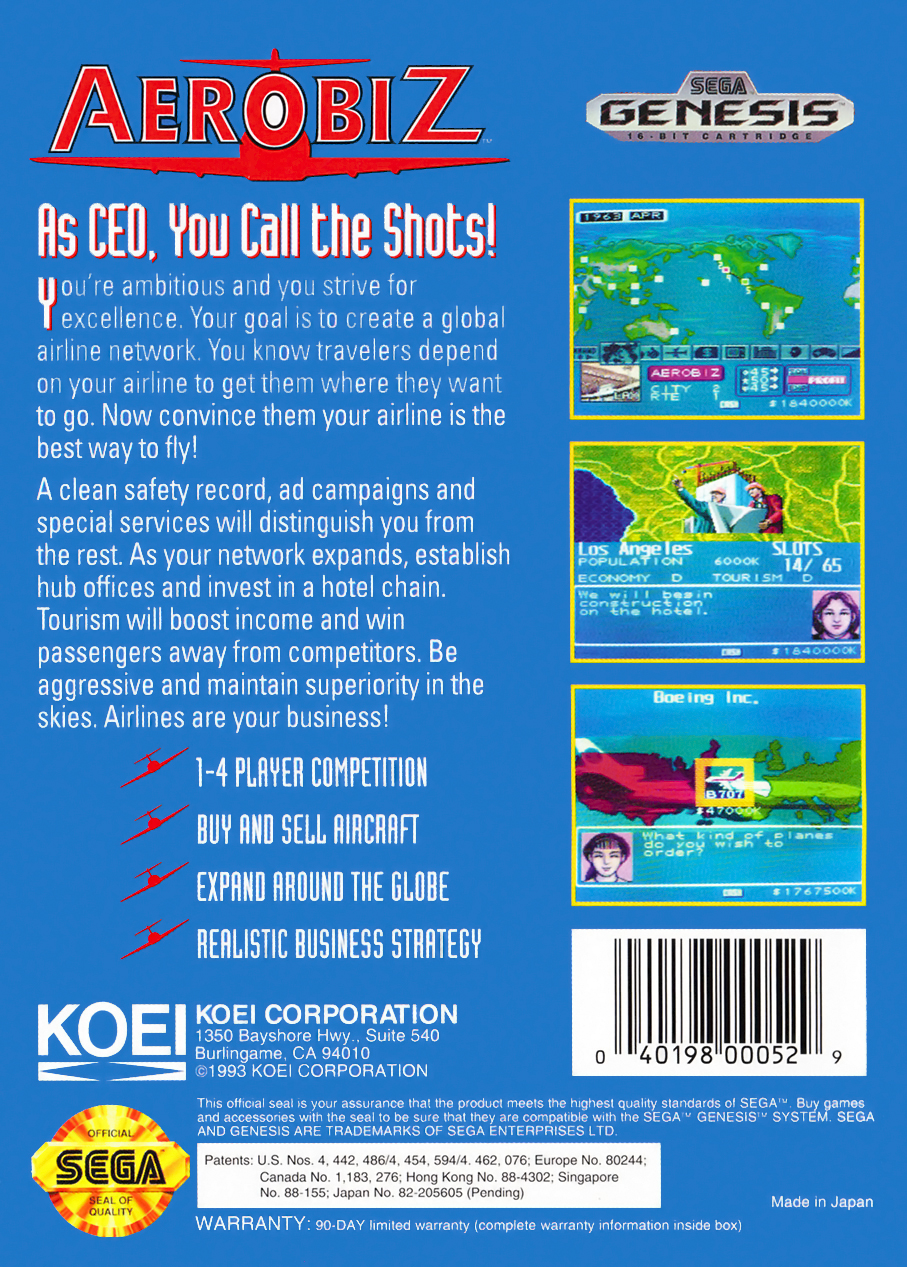 AEROBIZ™
SEGA
GENESIS™
16-BIT CARTRIDGE
As CEO, You Call the Shots!
You're ambitious and you strive for
excellence. Your goal is to create a global
airline network. You know travelers depend
on your airline to get them where they want
to go. Now convince them your airline is the
best way to fly!
A clean safety record, ad campaigns and
special services will distinguish you from
the rest. As your network expands, establish
hub offices and invest in a hotel chain.
Tourism will boost income and win
passengers away from competitors. Be
aggressive and maintain superiority in the
skies. Airlines are your business!
1-4 PLAYER COMPETITION
BUY AND SELL AIRCRAFT
EXPAND AROUND THE GLOBE
REALISTIC BUSINESS STRATEGY
1963 APR
AEROBIZ
CITY 2
RTE 1
PROFIT
$1840000K
Los Angeles SLOTS
POPULATION 6000K 14/ 65
ECONOMY D TOURISM D
We will begin
construction
on the hotel.
$1840000K
Boeing Inc.
B707
$47000K
What kind of planes
do you wish to
order?
$1767500K
0 40198 00052 9
KOEI
KOEI CORPORATION
1350 Bayshore Hwy., Suite 540
Burlingame, CA 94010
©1993 KOEI CORPORATION
This official seal is your assurance that the product meets the highest quality standards of SEGA™. Buy games
and accessories with the seal to be sure that they are compatible with the SEGA™ GENESIS™ SYSTEM. SEGA
AND GENESIS ARE TRADEMARKS OF SEGA ENTERPRISES LTD.
OFFICIAL
SEGA
SEAL OF
QUALITY
Patents: U.S. Nos. 4, 442, 486/4, 454, 594/4. 462, 076; Europe No. 80244;
Canada No. 1,183, 276; Hong Kong No. 88-4302; Singapore
No. 88-155; Japan No. 82-205605 (Pending)
Made in Japan
WARRANTY: 90-DAY limited warranty (complete warranty information inside box)